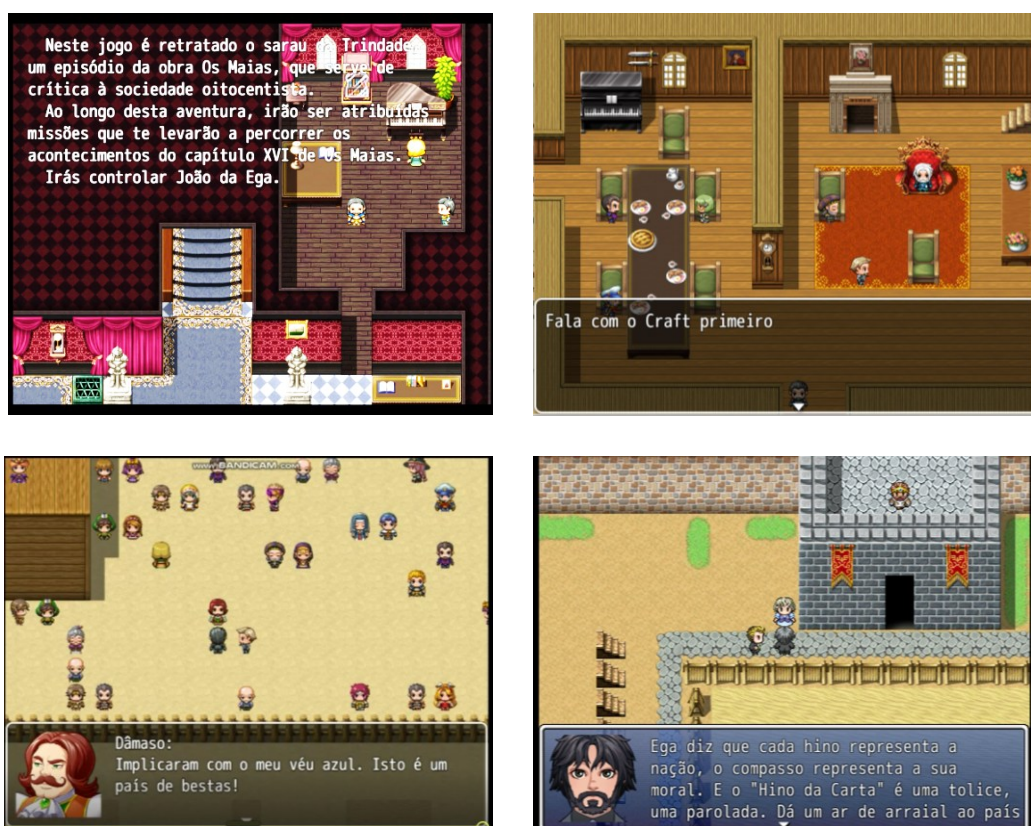 Neste jogo é retratado o sarau da Trindade
um episódio da obra Os Maias, que serve de
crítica à sociedade oitocentista.
Ao longo desta aventura, irão ser atribuídas
missões que te levarão a percorrer os
acontecimentos do capítulo XVI de Os Maias.
Irás controlar João da Ega.
Fala com o Craft primeiro
www.BANDICAM.com
Dâmaso:
Implicaram com o meu véu azul. Isto é um
país de bestas!
Ega diz que cada hino representa a
nação, o compasso representa a sua
moral. E o "Hino da Carta" é uma tolice,
uma parolada. Dá um ar de arraial ao país